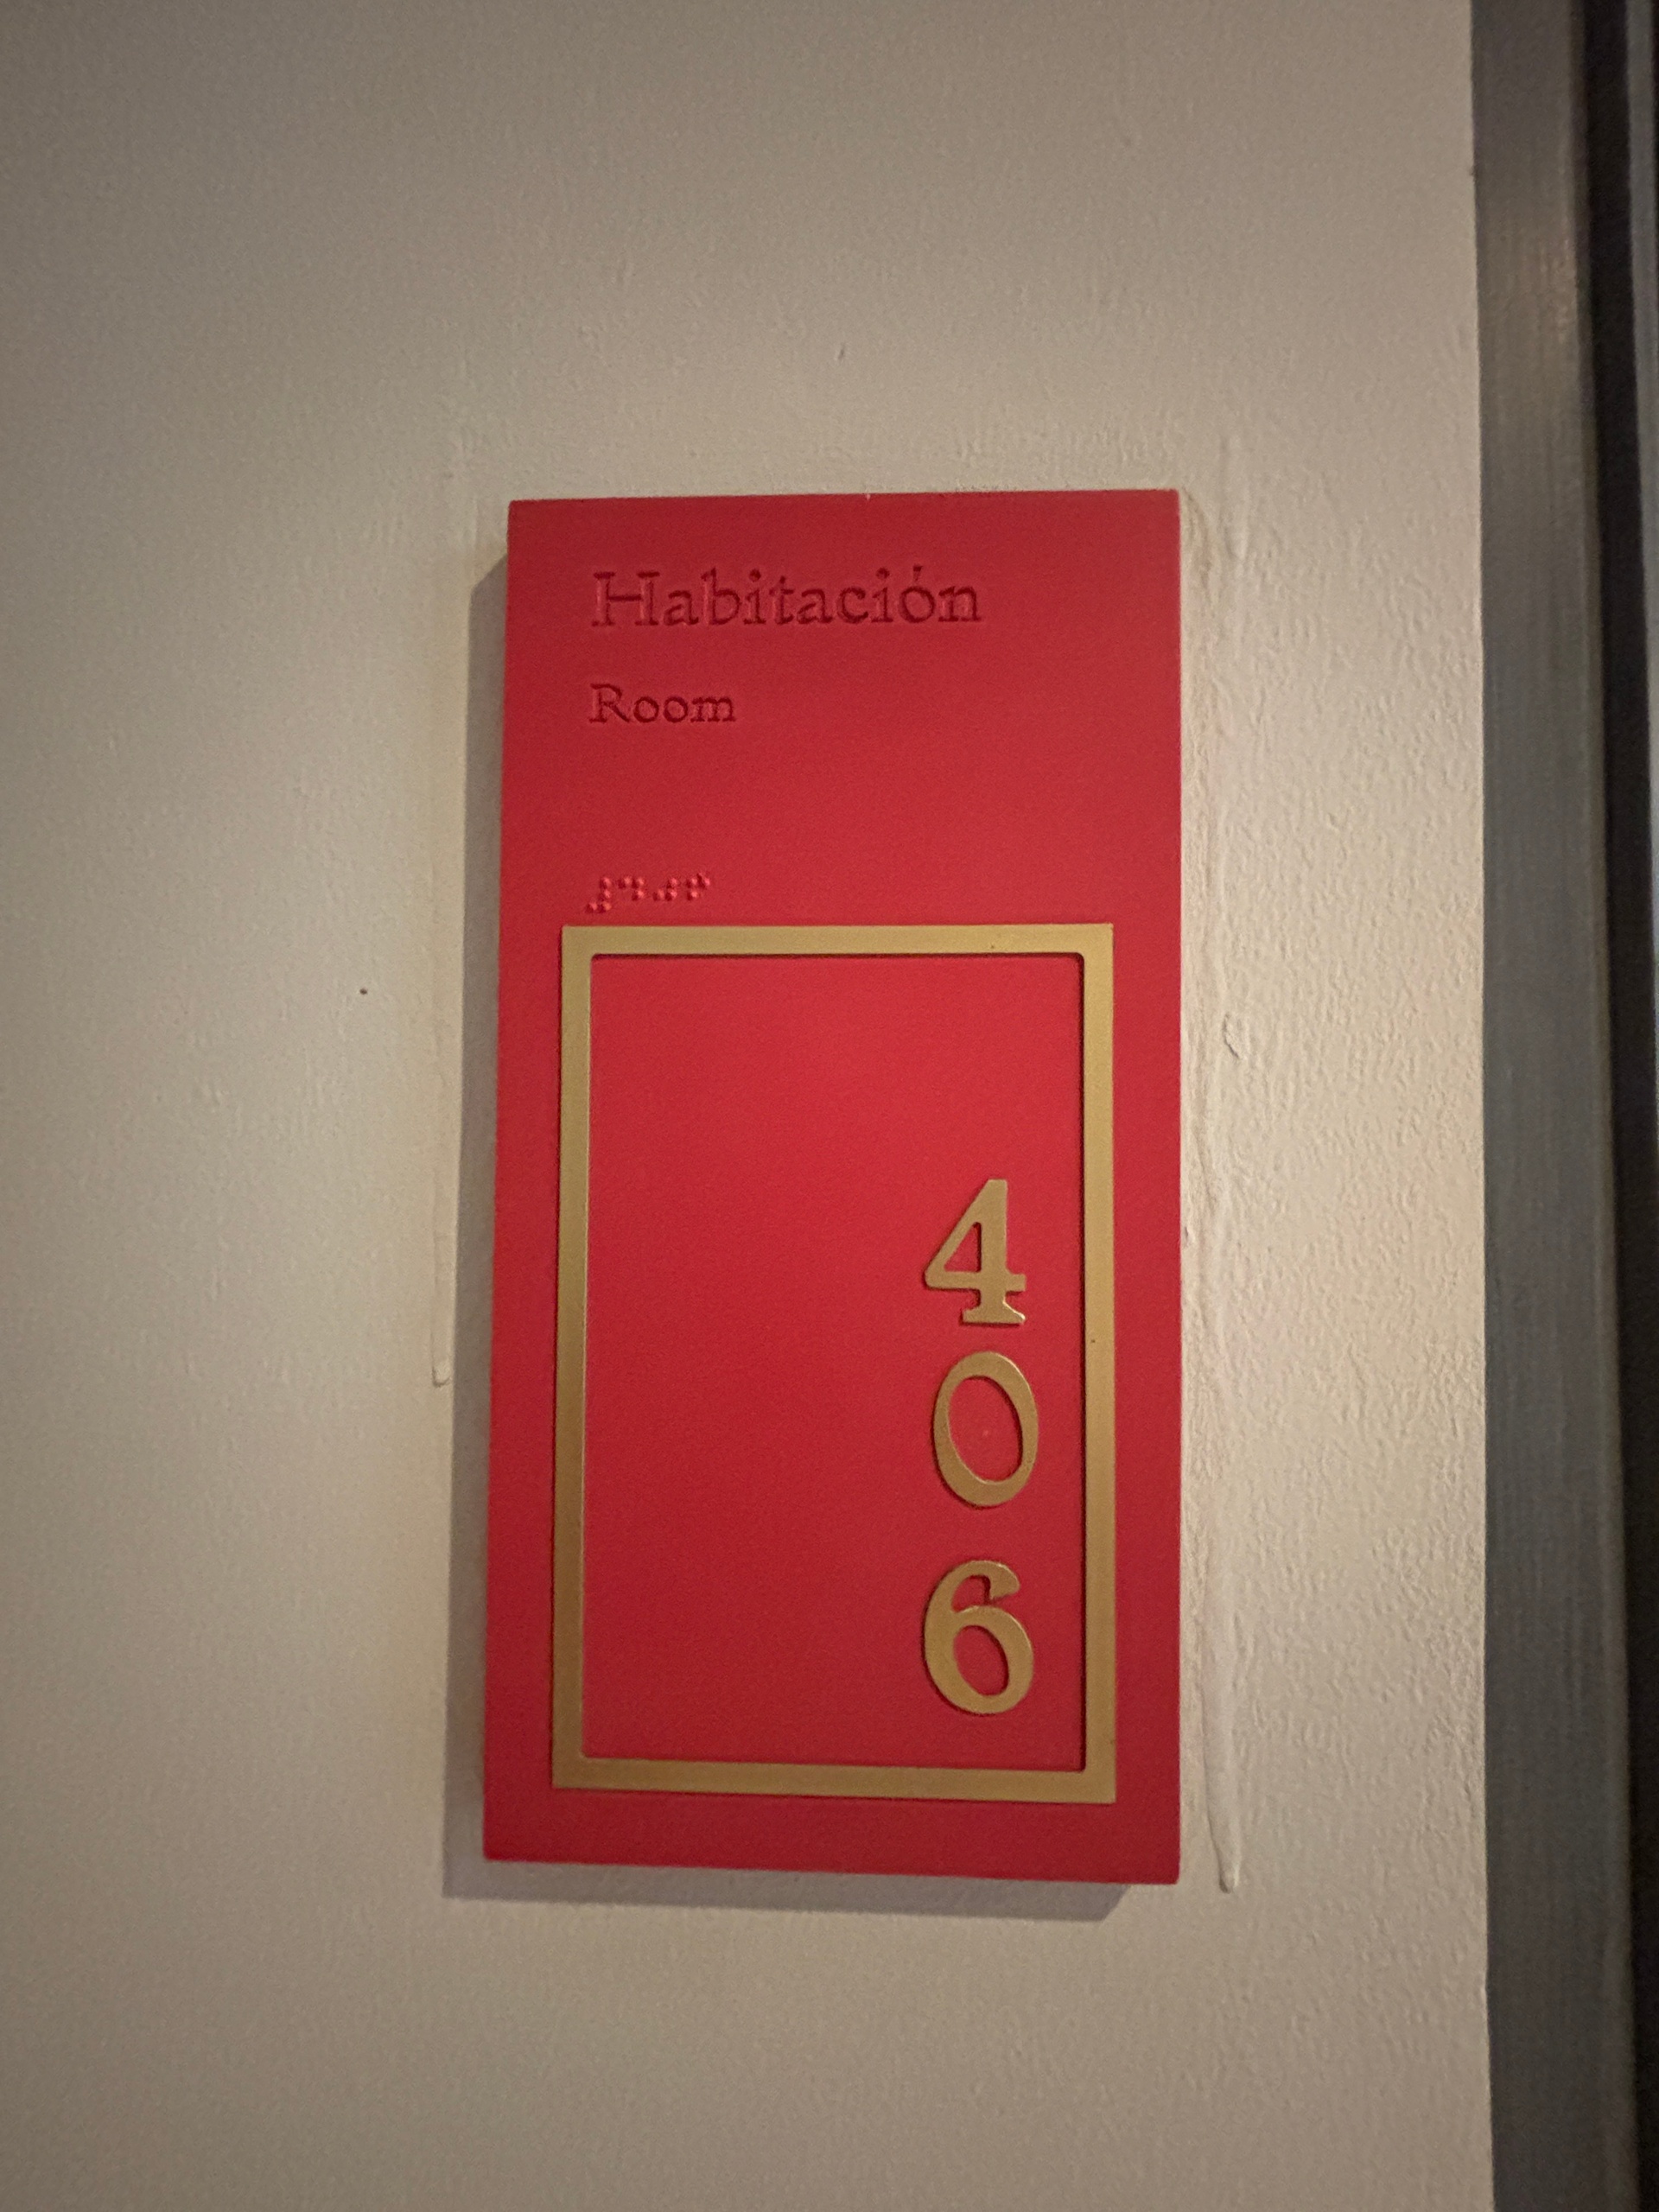 Habitación
Room
⠼⠙⠚⠋
4
0
6